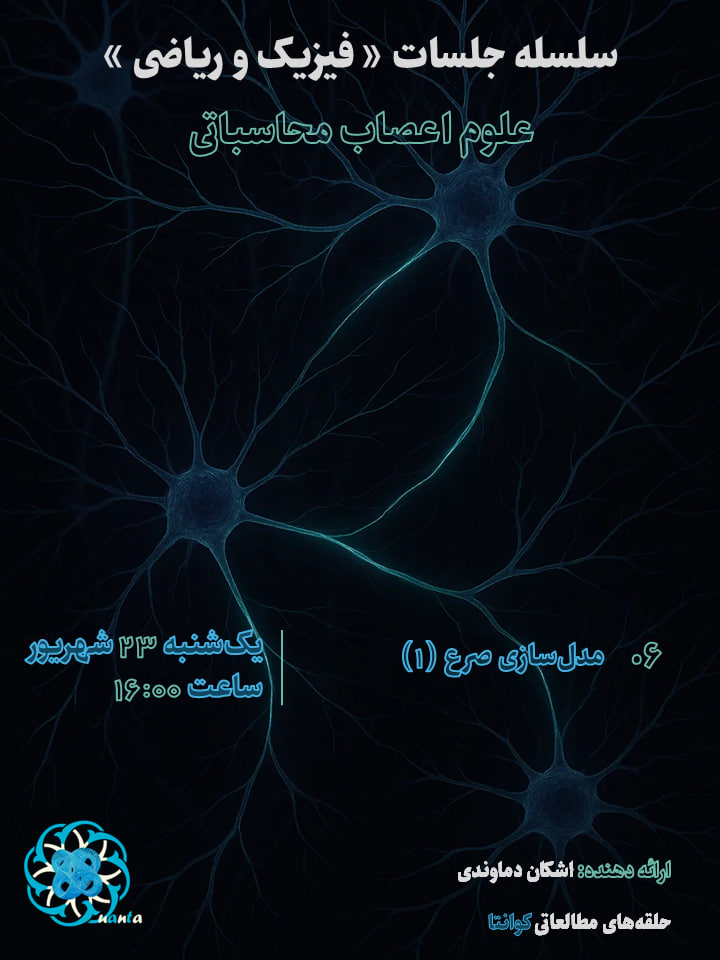 سلسله جلسات « فیزیک و ریاضی »
علوم اعصاب محاسباتی
۰۶ مدل‌سازی صرع (۱)
یک‌شنبه ۲۳ شهریور
ساعت ۱۶:۰۰
ارائه دهنده: اشکان دماوندی
حلقه‌های مطالعاتی کوانتا
uanta